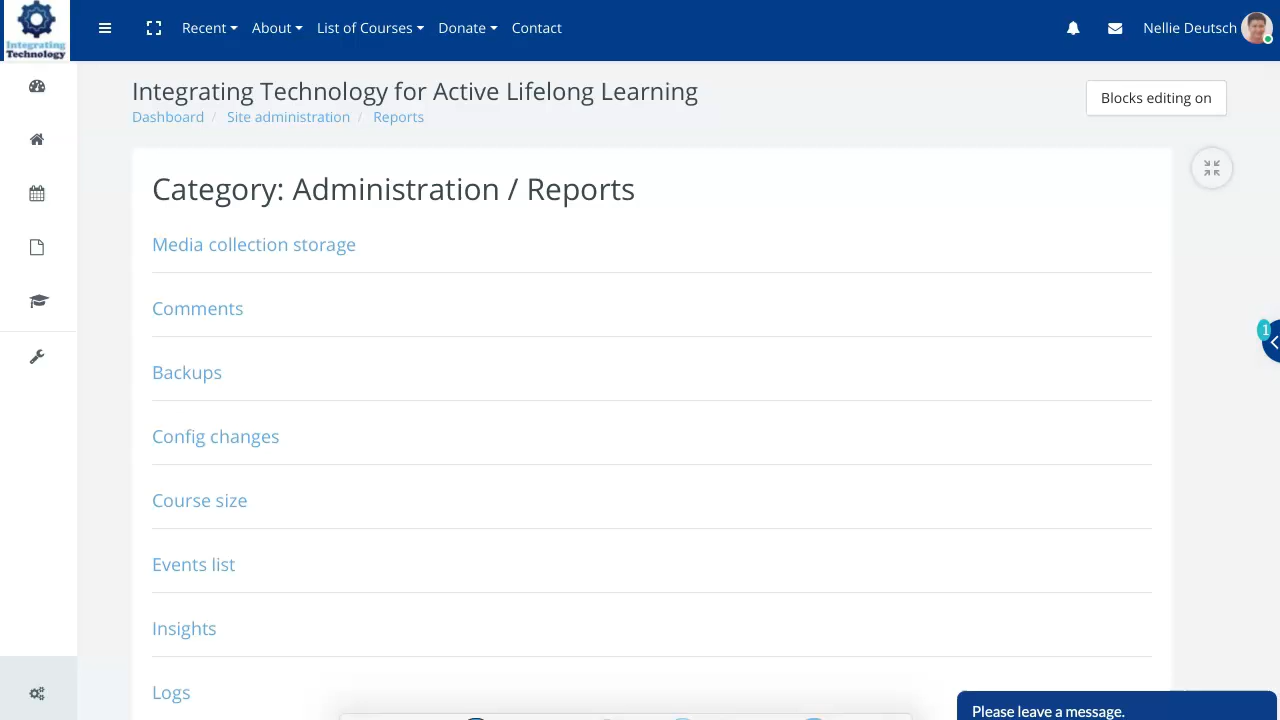 Integrating
Technology
Recent
About
List of Courses
Donate
Contact
Nellie Deutsch
Integrating Technology for Active Lifelong Learning
Blocks editing on
Dashboard / Site administration / Reports
Category: Administration / Reports
Media collection storage
Comments
1
Backups
Config changes
Course size
Events list
Insights
Logs
Please leave a message.